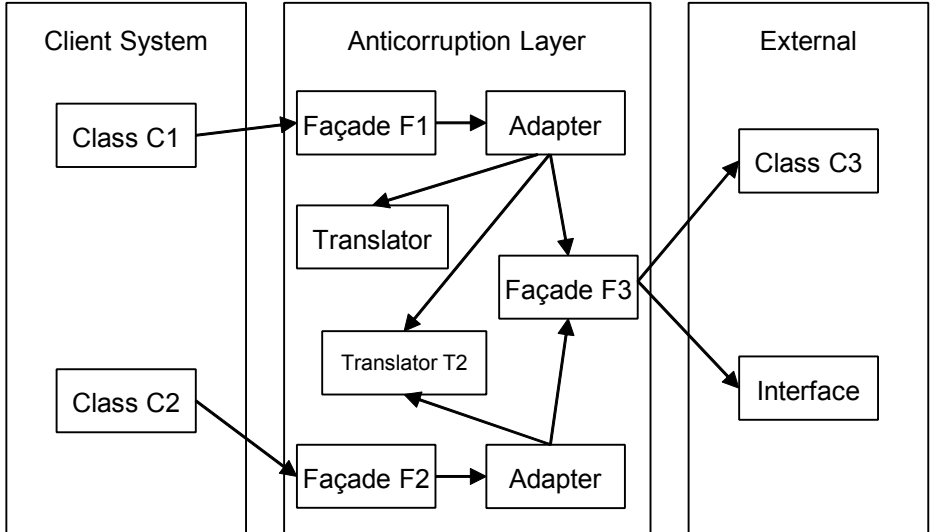 Client System
Anticorruption Layer
External
Class C1
Façade F1
Adapter
Class C3
Translator
Façade F3
Translator T2
Interface
Class C2
Façade F2
Adapter